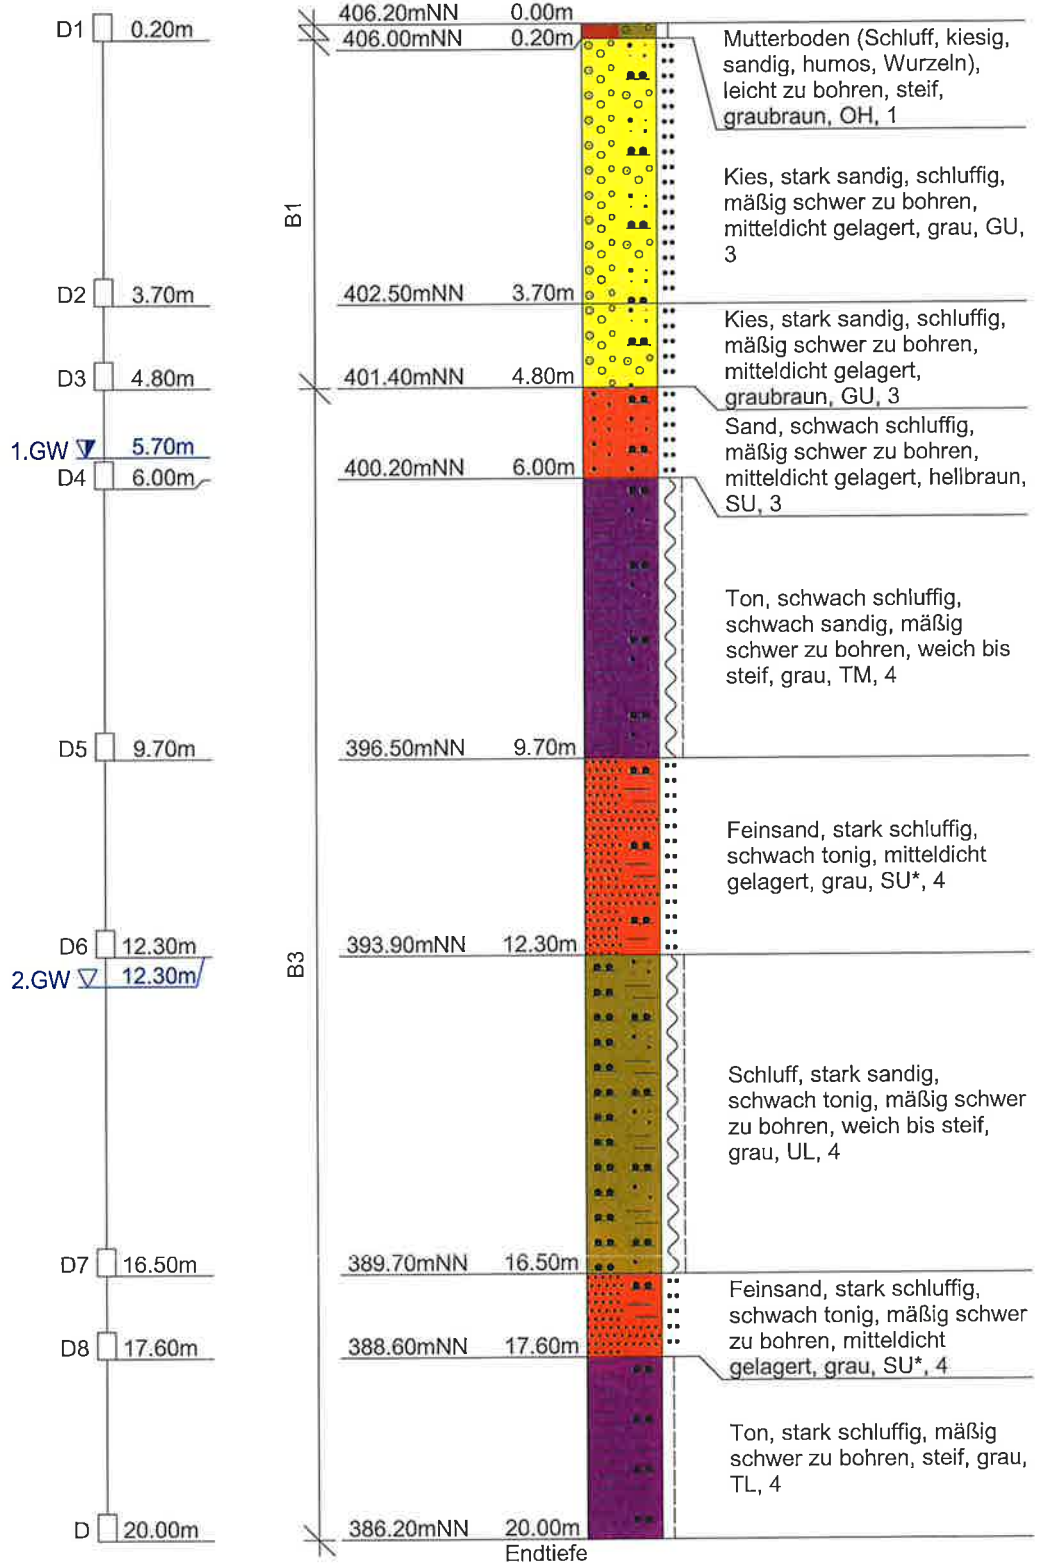 406.20mNN 0.00m
D1 0.20m
406.00mNN 0.20m
Mutterboden (Schluff, kiesig,
sandig, humos, Wurzeln),
leicht zu bohren, steif,
graubraun, OH, 1
Kies, stark sandig, schluffig,
mäßig schwer zu bohren,
mitteldicht gelagert, grau, GU,
3
B1
D2 3.70m
402.50mNN 3.70m
Kies, stark sandig, schluffig,
mäßig schwer zu bohren,
mitteldicht gelagert,
graubraun, GU, 3
D3 4.80m
401.40mNN 4.80m
Sand, schwach schluffig,
mäßig schwer zu bohren,
mitteldicht gelagert, hellbraun,
SU, 3
1.GW 5.70m
D4 6.00m
400.20mNN 6.00m
Ton, schwach schluffig,
schwach sandig, mäßig
schwer zu bohren, weich bis
steif, grau, TM, 4
D5 9.70m
396.50mNN 9.70m
Feinsand, stark schluffig,
schwach tonig, mitteldicht
gelagert, grau, SU*, 4
D6 12.30m
393.90mNN 12.30m
B3
2.GW 12.30m
Schluff, stark sandig,
schwach tonig, mäßig schwer
zu bohren, weich bis steif,
grau, UL, 4
D7 16.50m
389.70mNN 16.50m
Feinsand, stark schluffig,
schwach tonig, mäßig schwer
zu bohren, mitteldicht
gelagert, grau, SU*, 4
D8 17.60m
388.60mNN 17.60m
Ton, stark schluffig, mäßig
schwer zu bohren, steif, grau,
TL, 4
D 20.00m
386.20mNN 20.00m
Endtiefe